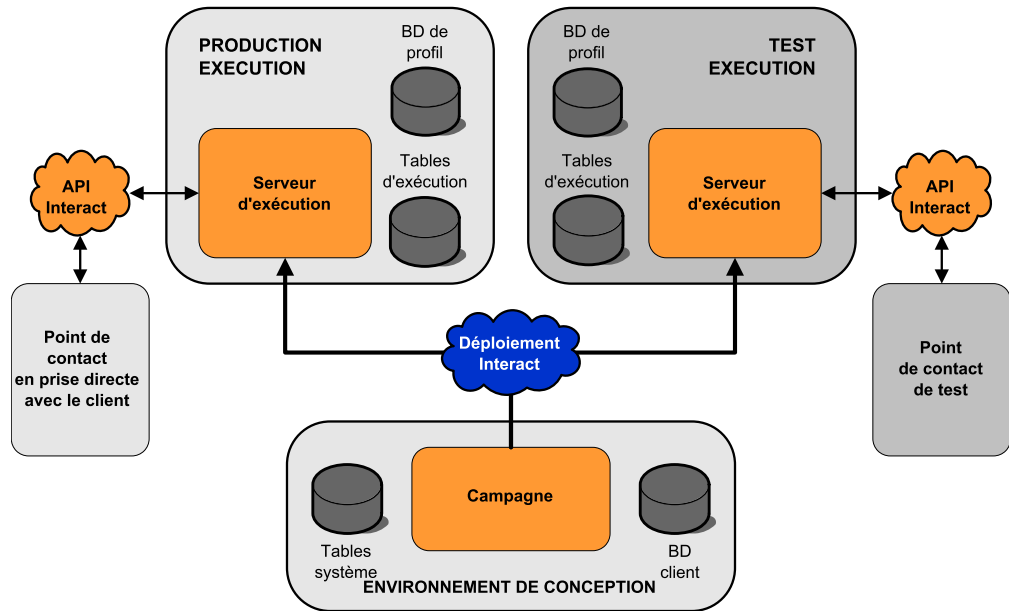 PRODUCTION
EXECUTION
BD de
profil
Tables
d'exécution
Serveur
d'exécution
BD de
profil
Tables
d'exécution
TEST
EXECUTION
Serveur
d'exécution
API
Interact
API
Interact
Point de
contact
en prise directe
avec le client
Déploiement
Interact
Point
de contact
de test
Campagne
Tables
système
BD
client
ENVIRONNEMENT DE CONCEPTION